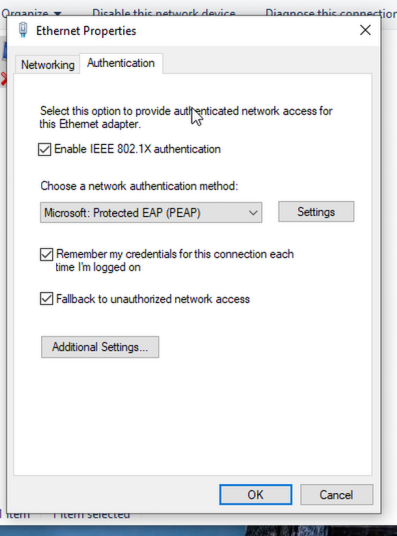 Organize Disable this network device Diagnose this connection
Ethernet Properties
Networking Authentication
Select this option to provide authenticated network access for
this Ethernet adapter.
Enable IEEE 802.1X authentication
Choose a network authentication method:
Microsoft: Protected EAP (PEAP) Settings
Remember my credentials for this connection each
time I'm logged on
Fallback to unauthorized network access
Additional Settings...
OK Cancel
item 1 item selected